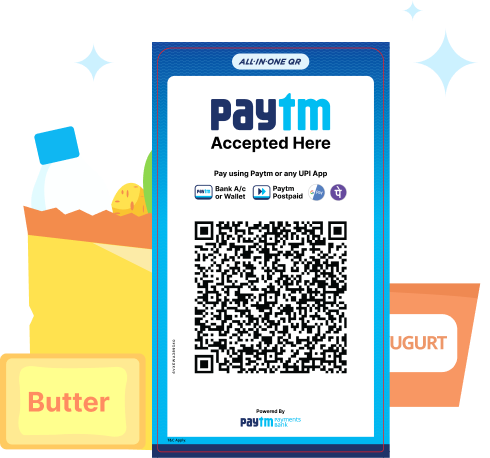 ALL-IN-ONE QR
paytm
Accepted Here
Pay using Paytm or any UPI App
Bank A/c
or Wallet
Paytm
Postpaid
Powered By
paytm payments
bank
T&C Apply
Butter
UGURT